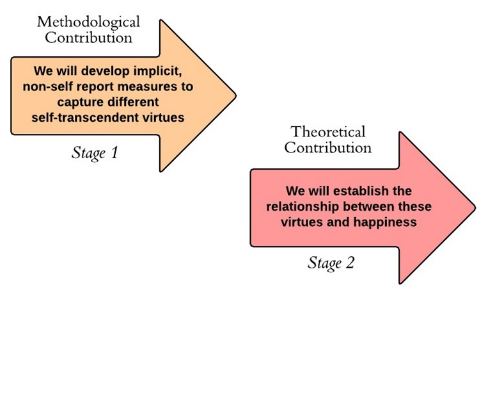 Methodological
Contribution
We will develop implicit,
non-self report measures to
capture different
self-transcendent virtues
Stage 1
Theoretical
Contribution
We will establish the
relationship between these
virtues and happiness
Stage 2